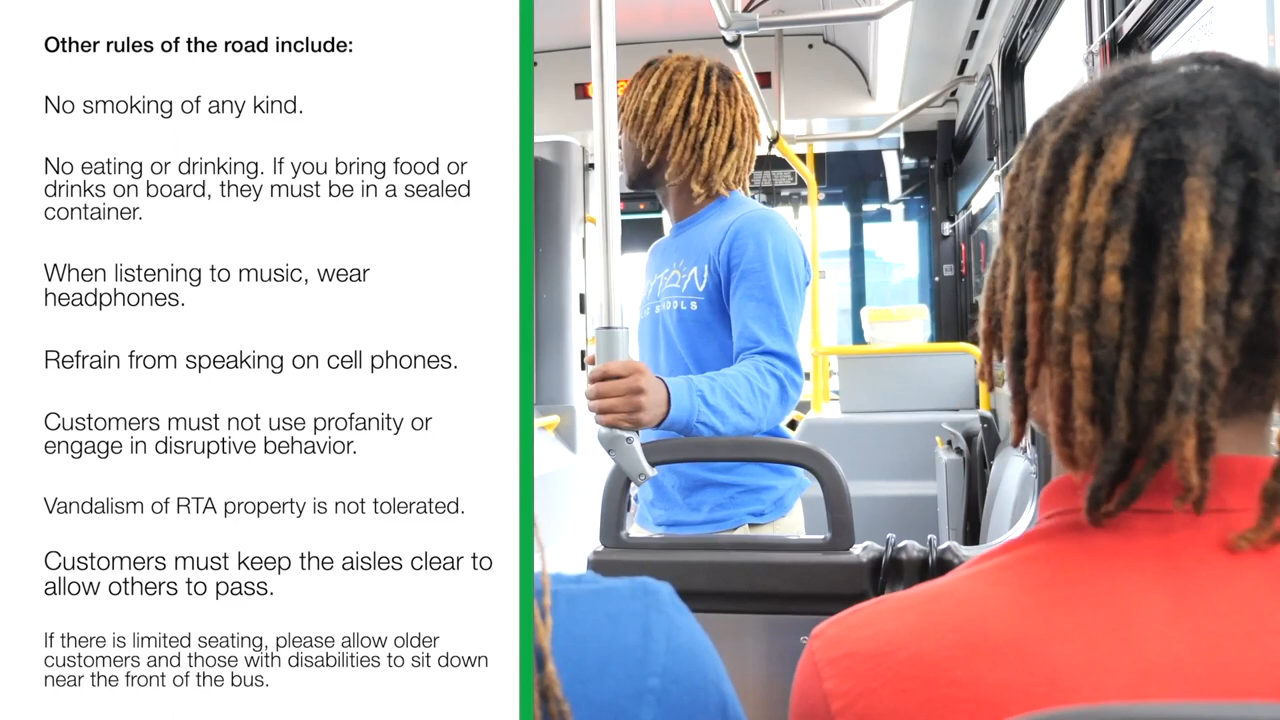 Other rules of the road include:
No smoking of any kind.
No eating or drinking. If you bring food or
drinks on board, they must be in a sealed
container.
When listening to music, wear
headphones.
Refrain from speaking on cell phones.
Customers must not use profanity or
engage in disruptive behavior.
Vandalism of RTA property is not tolerated.
Customers must keep the aisles clear to
allow others to pass.
If there is limited seating, please allow older
customers and those with disabilities to sit down
near the front of the bus.